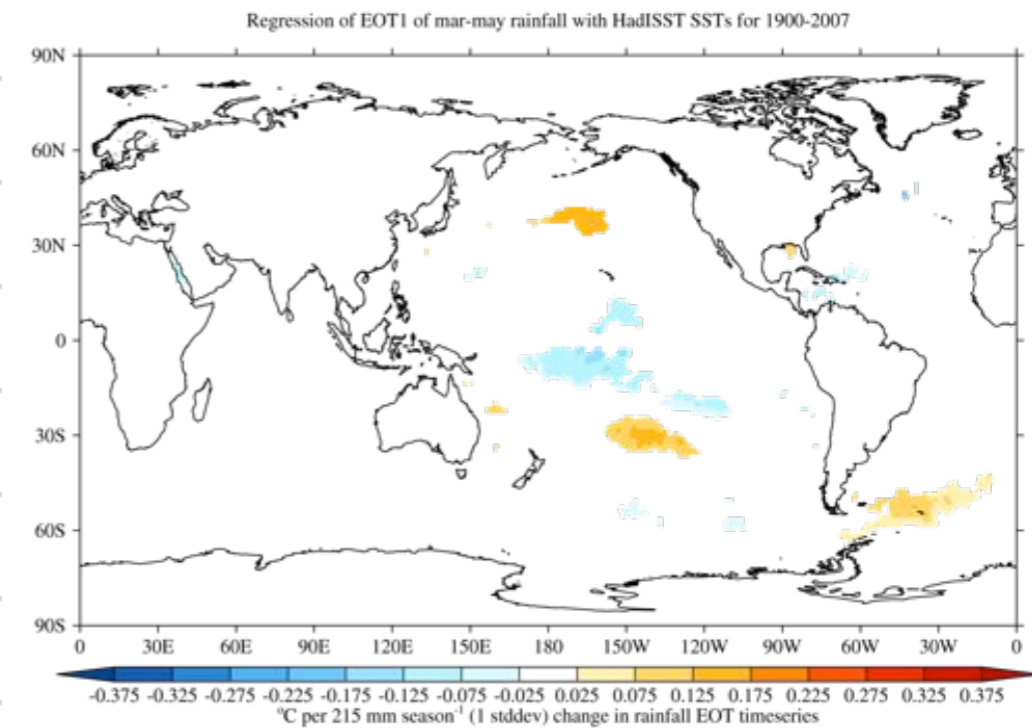 Regression of EOT1 of mar-may rainfall with HadISST SSTs for 1900-2007
90N
60N
30N
0
30S
60S
90S
0 30E 60E 90E 120E 150E 180 150W 120W 90W 60W 30W 0
-0.375 -0.325 -0.275 -0.225 -0.175 -0.125 -0.075 -0.025 0.025 0.075 0.125 0.175 0.225 0.275 0.325 0.375
°C per 215 mm season⁻¹ (1 stddev) change in rainfall EOT timeseries